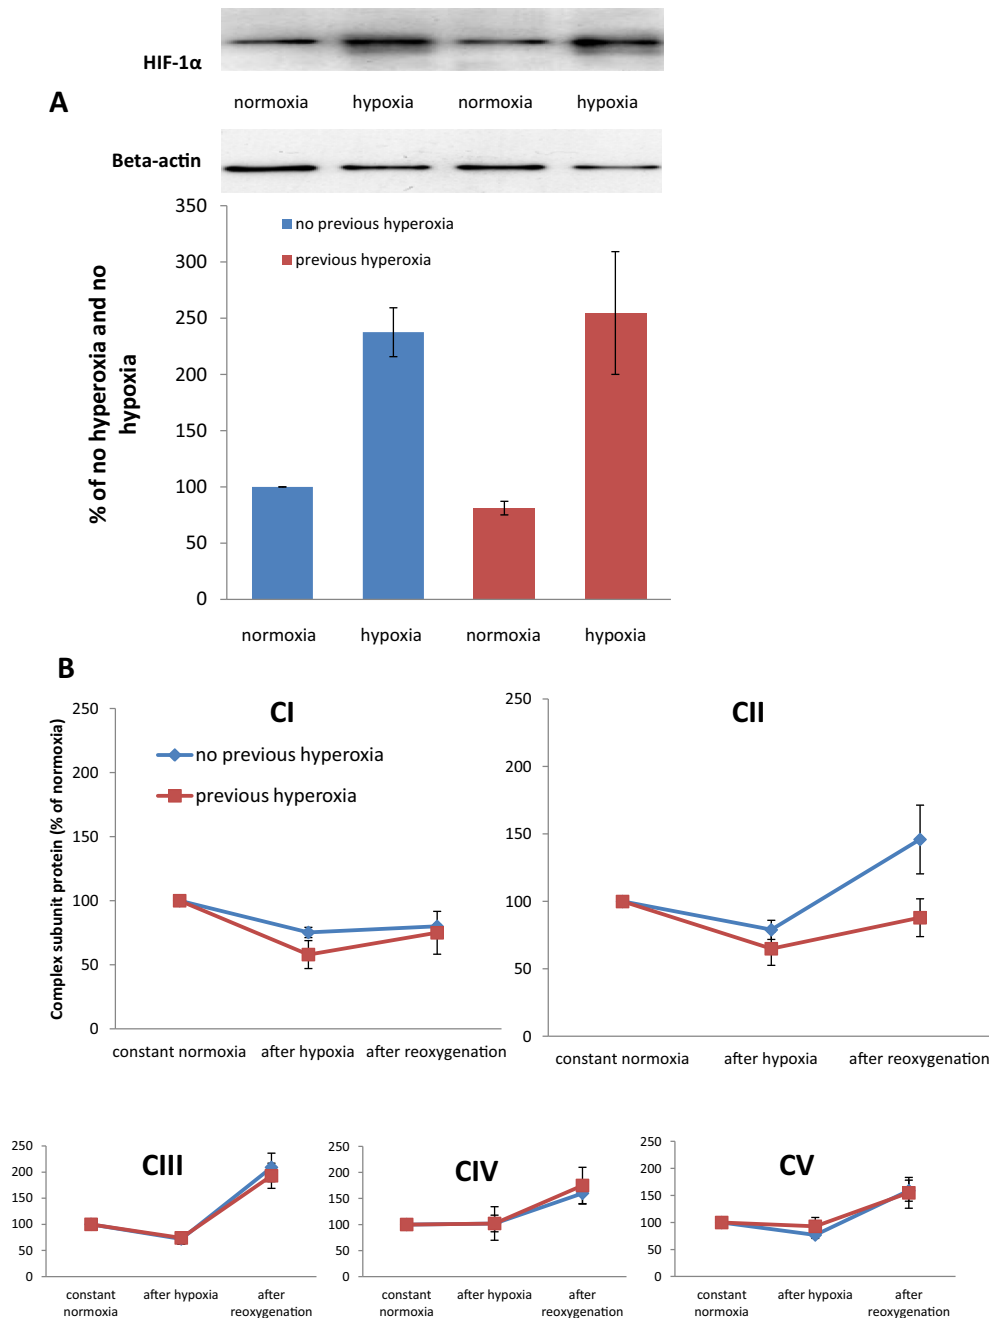 HIF-1α
A
normoxia hypoxia normoxia hypoxia
Beta-actin
350
300
250
200
150
100
50
0
% of no hyperoxia and no
hypoxia
no previous hyperoxia
previous hyperoxia
normoxia hypoxia normoxia hypoxia
B
CI
Complex subunit protein (% of normoxia)
250
200
150
100
50
0
no previous hyperoxia
previous hyperoxia
constant normoxia after hypoxia after reoxygenation
CII
250
200
150
100
50
0
constant normoxia after hypoxia after reoxygenation
CIII
250
200
150
100
50
0
constant
normoxia
after hypoxia
after
reoxygenation
CIV
250
200
150
100
50
0
constant
normoxia
after hypoxia
after
reoxygenation
CV
250
200
150
100
50
0
constant
normoxia
after hypoxia
after
reoxygenation